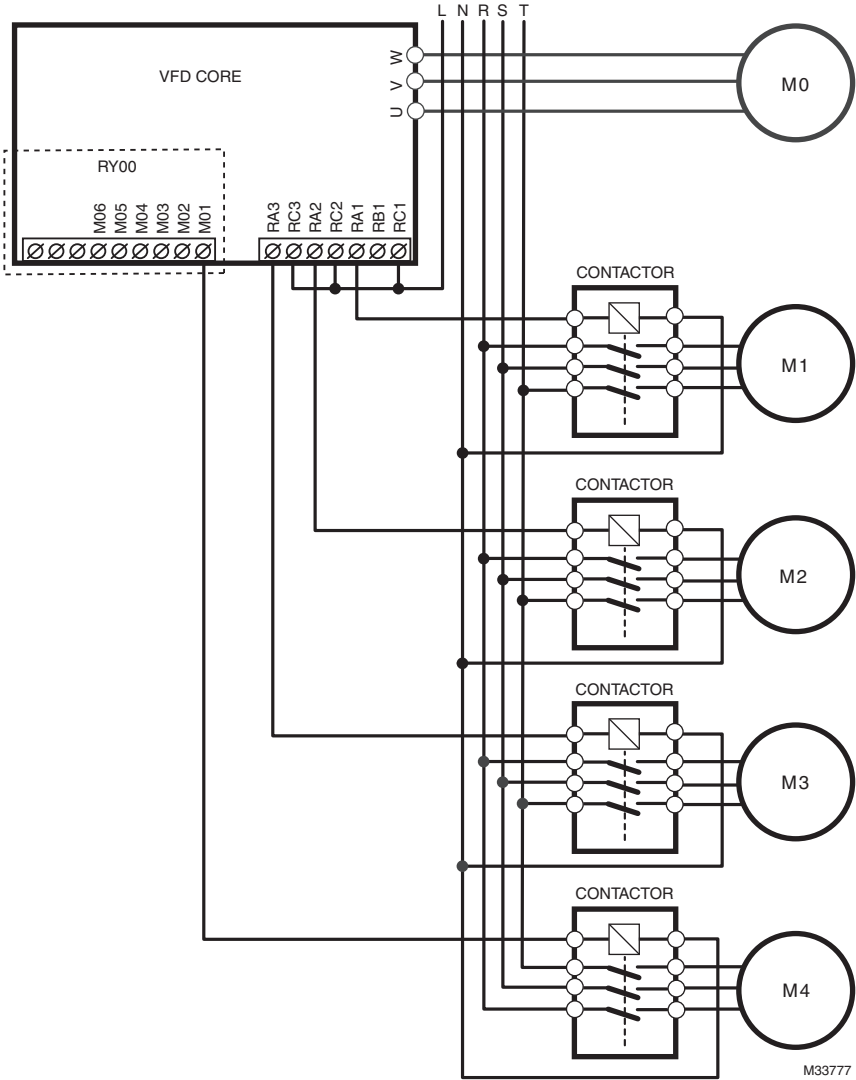 L N R S T
VFD CORE
W
V
U
M0
RY00
M06
M05
M04
M03
M02
M01
RA3
RC3
RA2
RC2
RA1
RB1
RC1
CONTACTOR
M1
CONTACTOR
M2
CONTACTOR
M3
CONTACTOR
M4
M33777